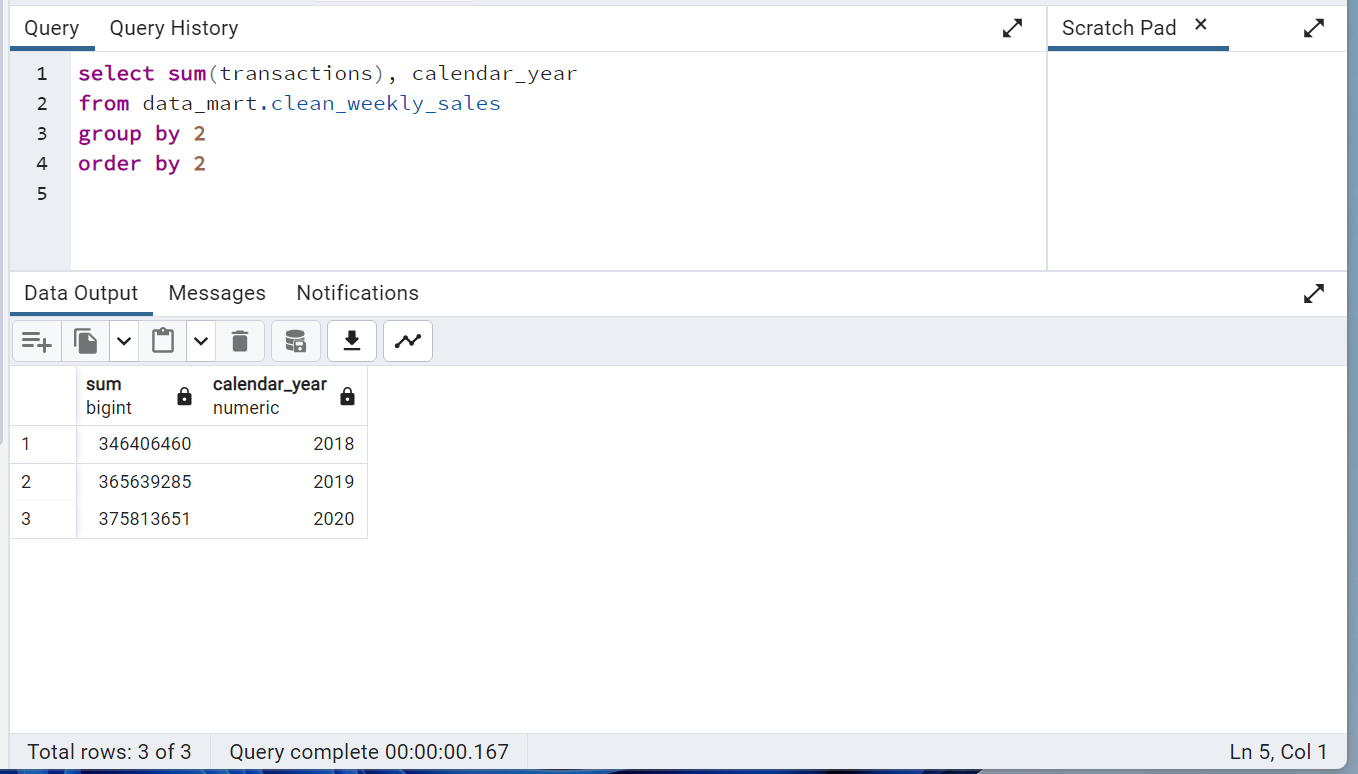 Query Query History Scratch Pad ×
1 select sum(transactions), calendar_year
2 from data_mart.clean_weekly_sales
3 group by 2
4 order by 2
5
Data Output Messages Notifications
sum calendar_year
bigint numeric
1 346406460 2018
2 365639285 2019
3 375813651 2020
Total rows: 3 of 3 Query complete 00:00:00.167 Ln 5, Col 1